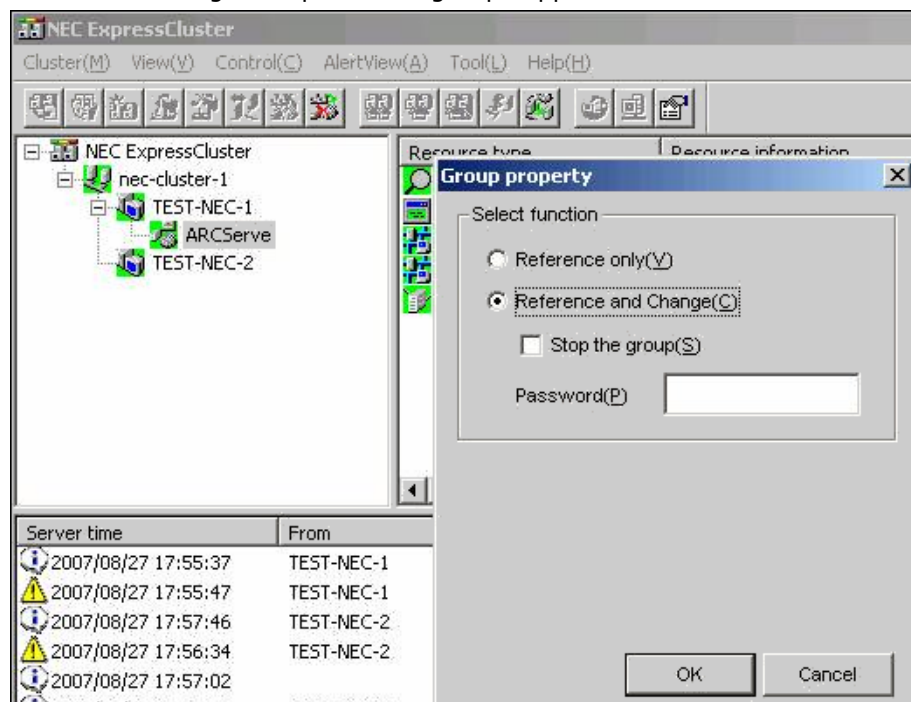 NEC ExpressCluster
Cluster(M) View(V) Control(C) AlertView(A) Tool(L) Help(H)
NEC ExpressCluster
nec-cluster-1
TEST-NEC-1
ARCServe
TEST-NEC-2
Resource type Resource information
Group property
Select function
Reference only(V)
Reference and Change(C)
Stop the group(S)
Password(P)
OK Cancel
Server time From
2007/08/27 17:55:37 TEST-NEC-1
2007/08/27 17:55:47 TEST-NEC-1
2007/08/27 17:57:46 TEST-NEC-2
2007/08/27 17:56:34 TEST-NEC-2
2007/08/27 17:57:02